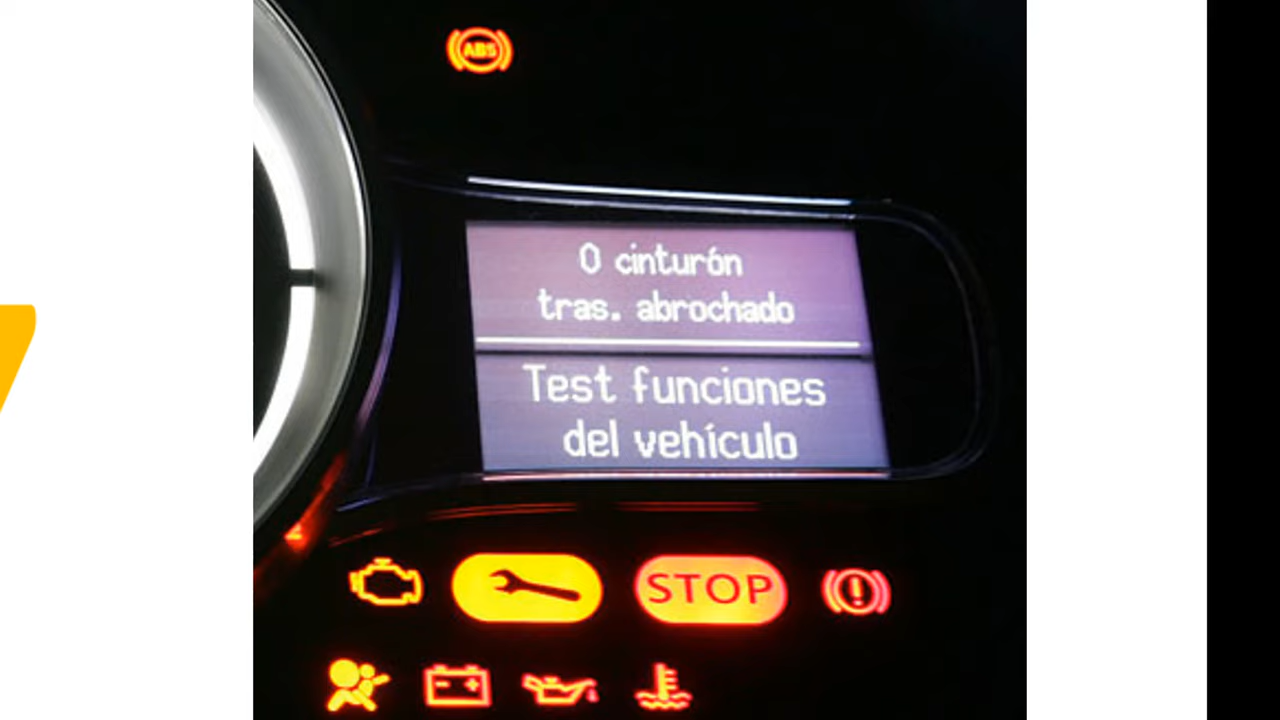 ABS
0 cinturón
tras. abrochado
Test funciones
del vehículo
STOP